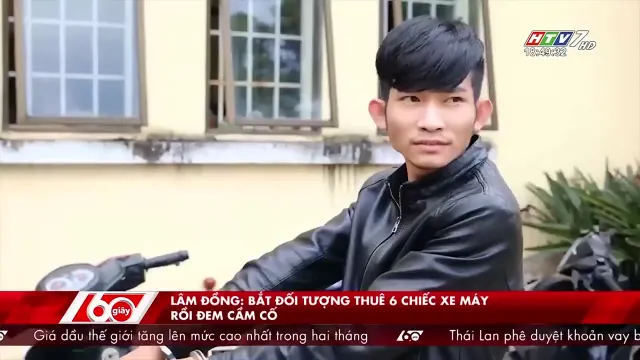 HTV7 HD
18:49:32
60 giây
LÂM ĐỒNG: BẮT ĐỐI TƯỢNG THUÊ 6 CHIẾC XE MÁY
RỒI ĐEM CẦM CỐ
Giá dầu thế giới tăng lên mức cao nhất trong hai tháng 60 Thái Lan phê duyệt khoản vay b